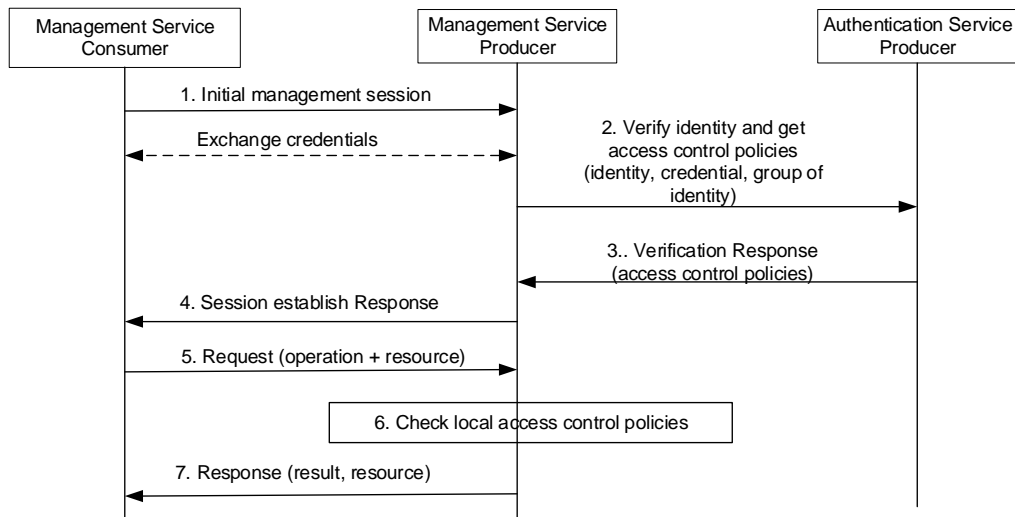 Management Service
Consumer
Management Service
Producer
Authentication Service
Producer
1. Initial management session
Exchange credentials
2. Verify identity and get
access control policies
(identity, credential, group of
identity)
3.. Verification Response
(access control policies)
4. Session establish Response
5. Request (operation + resource)
6. Check local access control policies
7. Response (result, resource)